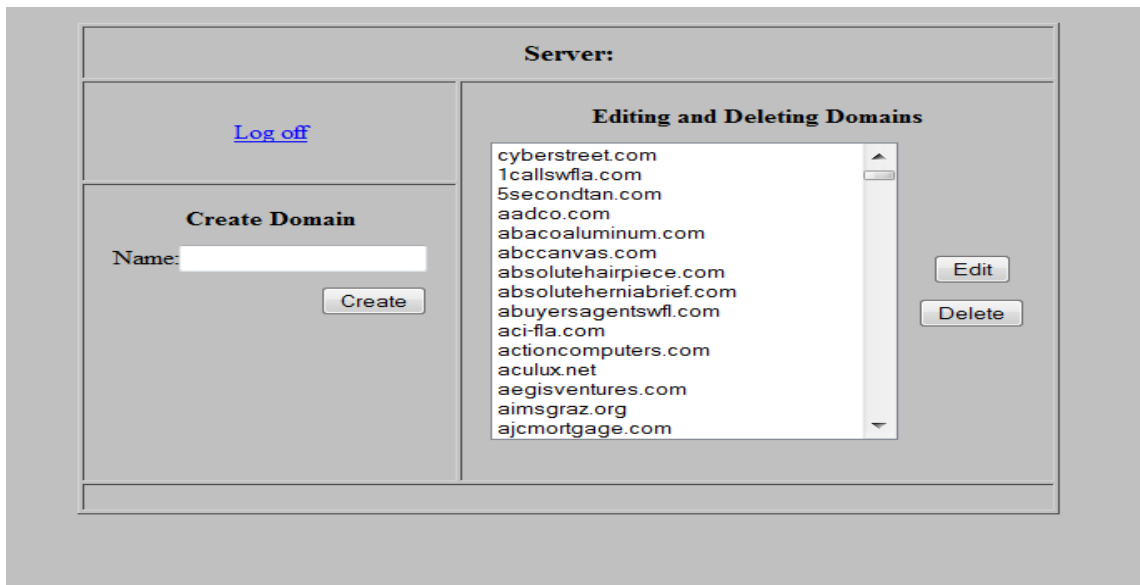 Server:
Log off
Create Domain
Name:
Create
Editing and Deleting Domains
cyberstreet.com
1callswfla.com
5secondtan.com
aadco.com
abacoaluminum.com
abccanvas.com
absolutehairpiece.com
absoluteherniabrief.com
abuyersagentswfl.com
aci-fla.com
actioncomputers.com
aculux.net
aegisventures.com
aimsgraz.org
ajcmortgage.com
Edit
Delete